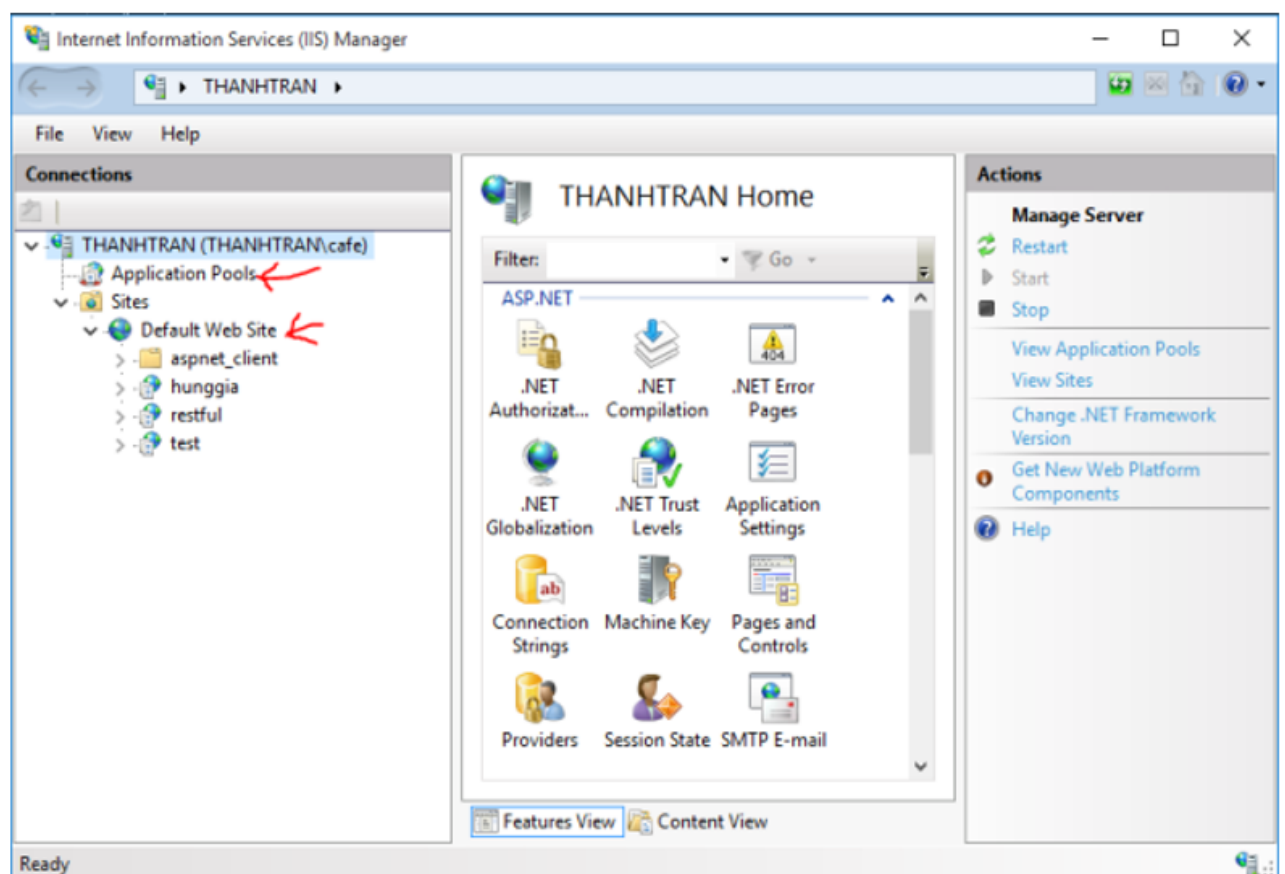 Internet Information Services (IIS) Manager
THANHTRAN
File View Help
Connections
THANHTRAN (THANHTRAN\cafe)
Application Pools
Sites
Default Web Site
aspnet_client
hunggia
restful
test
THANHTRAN Home
Filter: Go
ASP.NET
.NET Authorizat...
.NET Compilation
404
.NET Error Pages
.NET Globalization
.NET Trust Levels
Application Settings
ab
Connection Strings
Machine Key
Pages and Controls
Providers
Session State
SMTP E-mail
Features View Content View
Actions
Manage Server
Restart
Start
Stop
View Application Pools
View Sites
Change .NET Framework
Version
Get New Web Platform
Components
Help
Ready